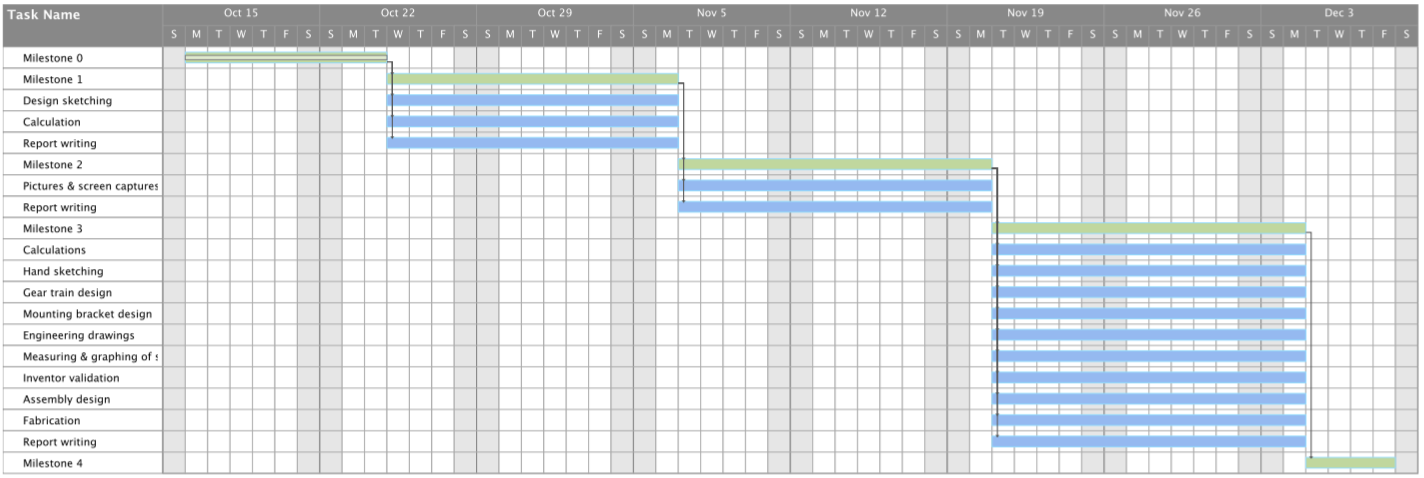 Task Name Oct 15 Oct 22 Oct 29 Nov 5 Nov 12 Nov 19 Nov 26 Dec 3
S M T W T F S S M T W T F S S M T W T F S S M T W T F S S M T W T F S S M T W T F S S M T W T F S S M T W T F S
Milestone 0
Milestone 1
Design sketching
Calculation
Report writing
Milestone 2
Pictures & screen captures
Report writing
Milestone 3
Calculations
Hand sketching
Gear train design
Mounting bracket design
Engineering drawings
Measuring & graphing of
Inventor validation
Assembly design
Fabrication
Report writing
Milestone 4